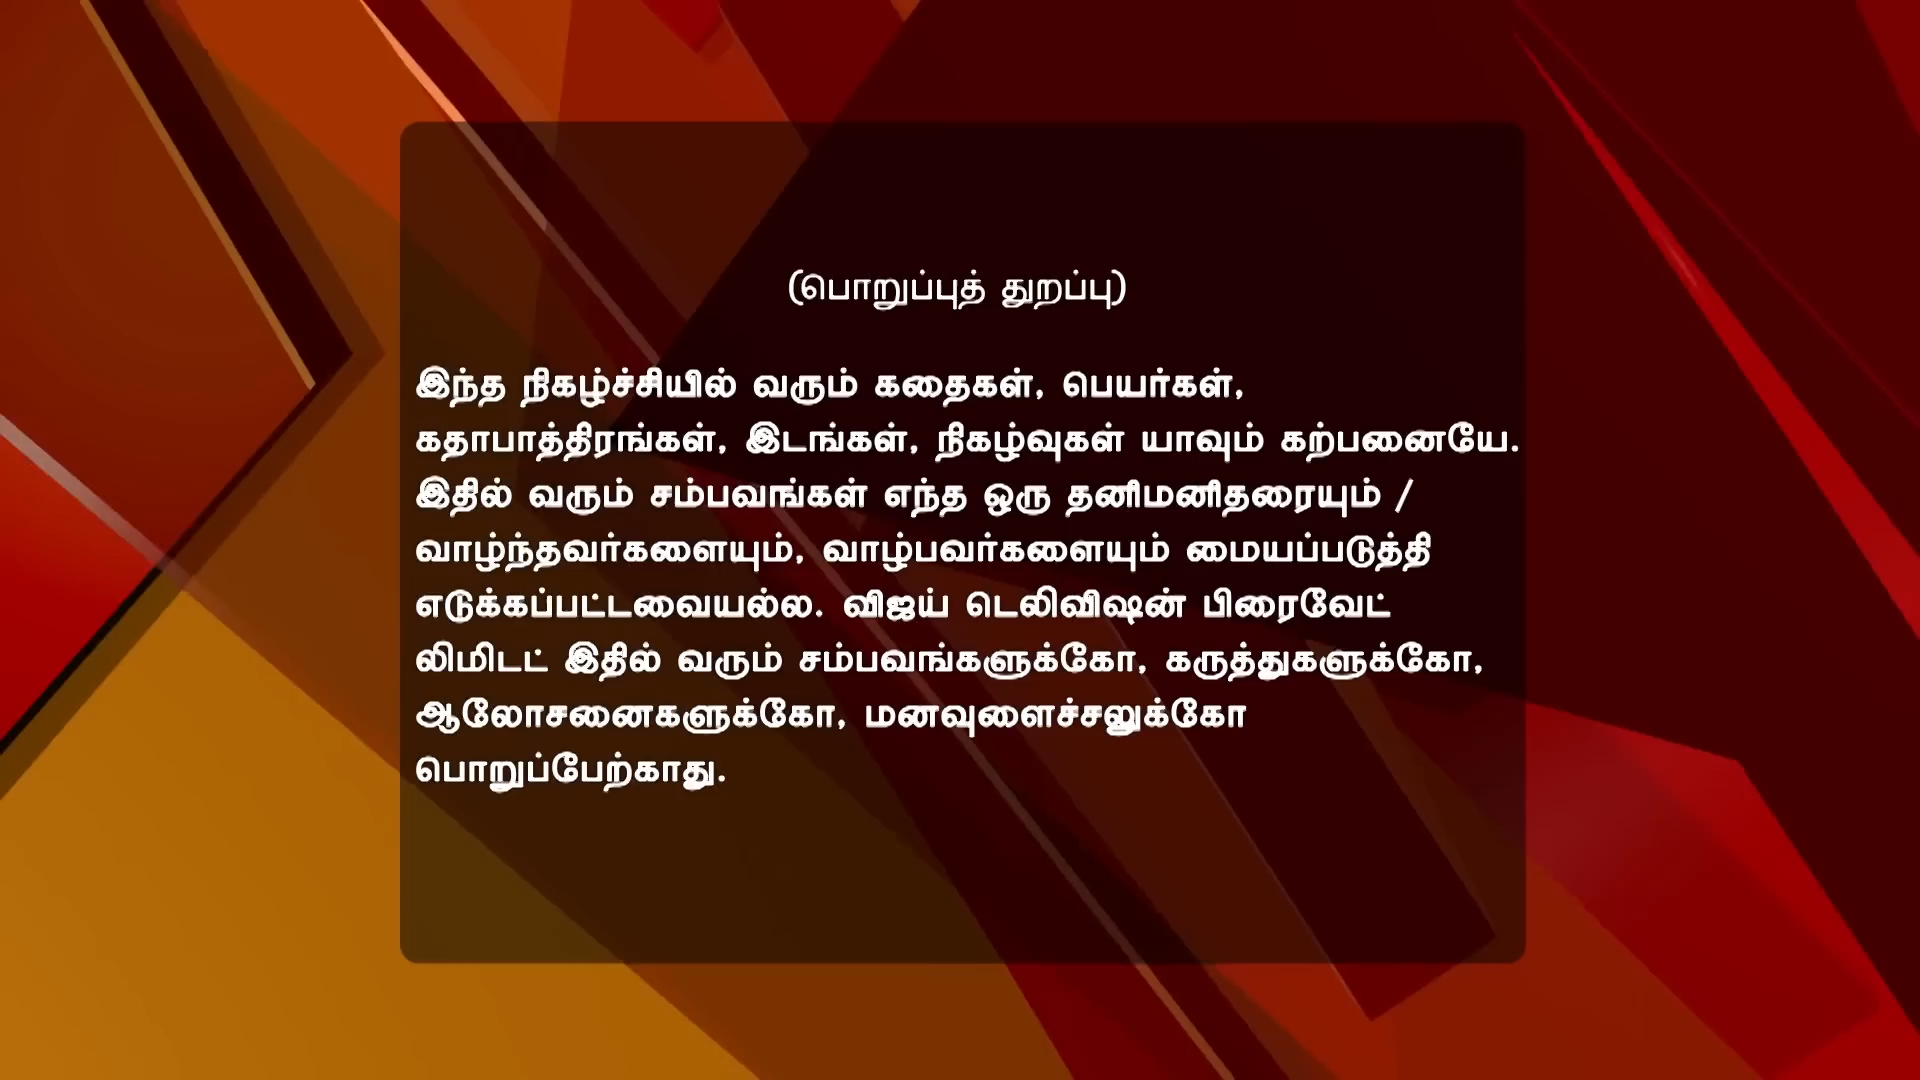 (பொறுப்புத் துறப்பு)
இந்த நிகழ்ச்சியில் வரும் கதைகள், பெயர்கள்,
கதாபாத்திரங்கள், இடங்கள், நிகழ்வுகள் யாவும் கற்பனையே.
இதில் வரும் சம்பவங்கள் எந்த ஒரு தனிமனிதரையும் /
வாழ்ந்தவர்களையும், வாழ்பவர்களையும் மையப்படுத்தி
எடுக்கப்பட்டவையல்ல. விஜய் டெலிவிஷன் பிரைவேட்
லிமிடட் இதில் வரும் சம்பவங்களுக்கோ, கருத்துகளுக்கோ,
ஆலோசனைகளுக்கோ, மனவுளைச்சலுக்கோ
பொறுப்பேற்காது.